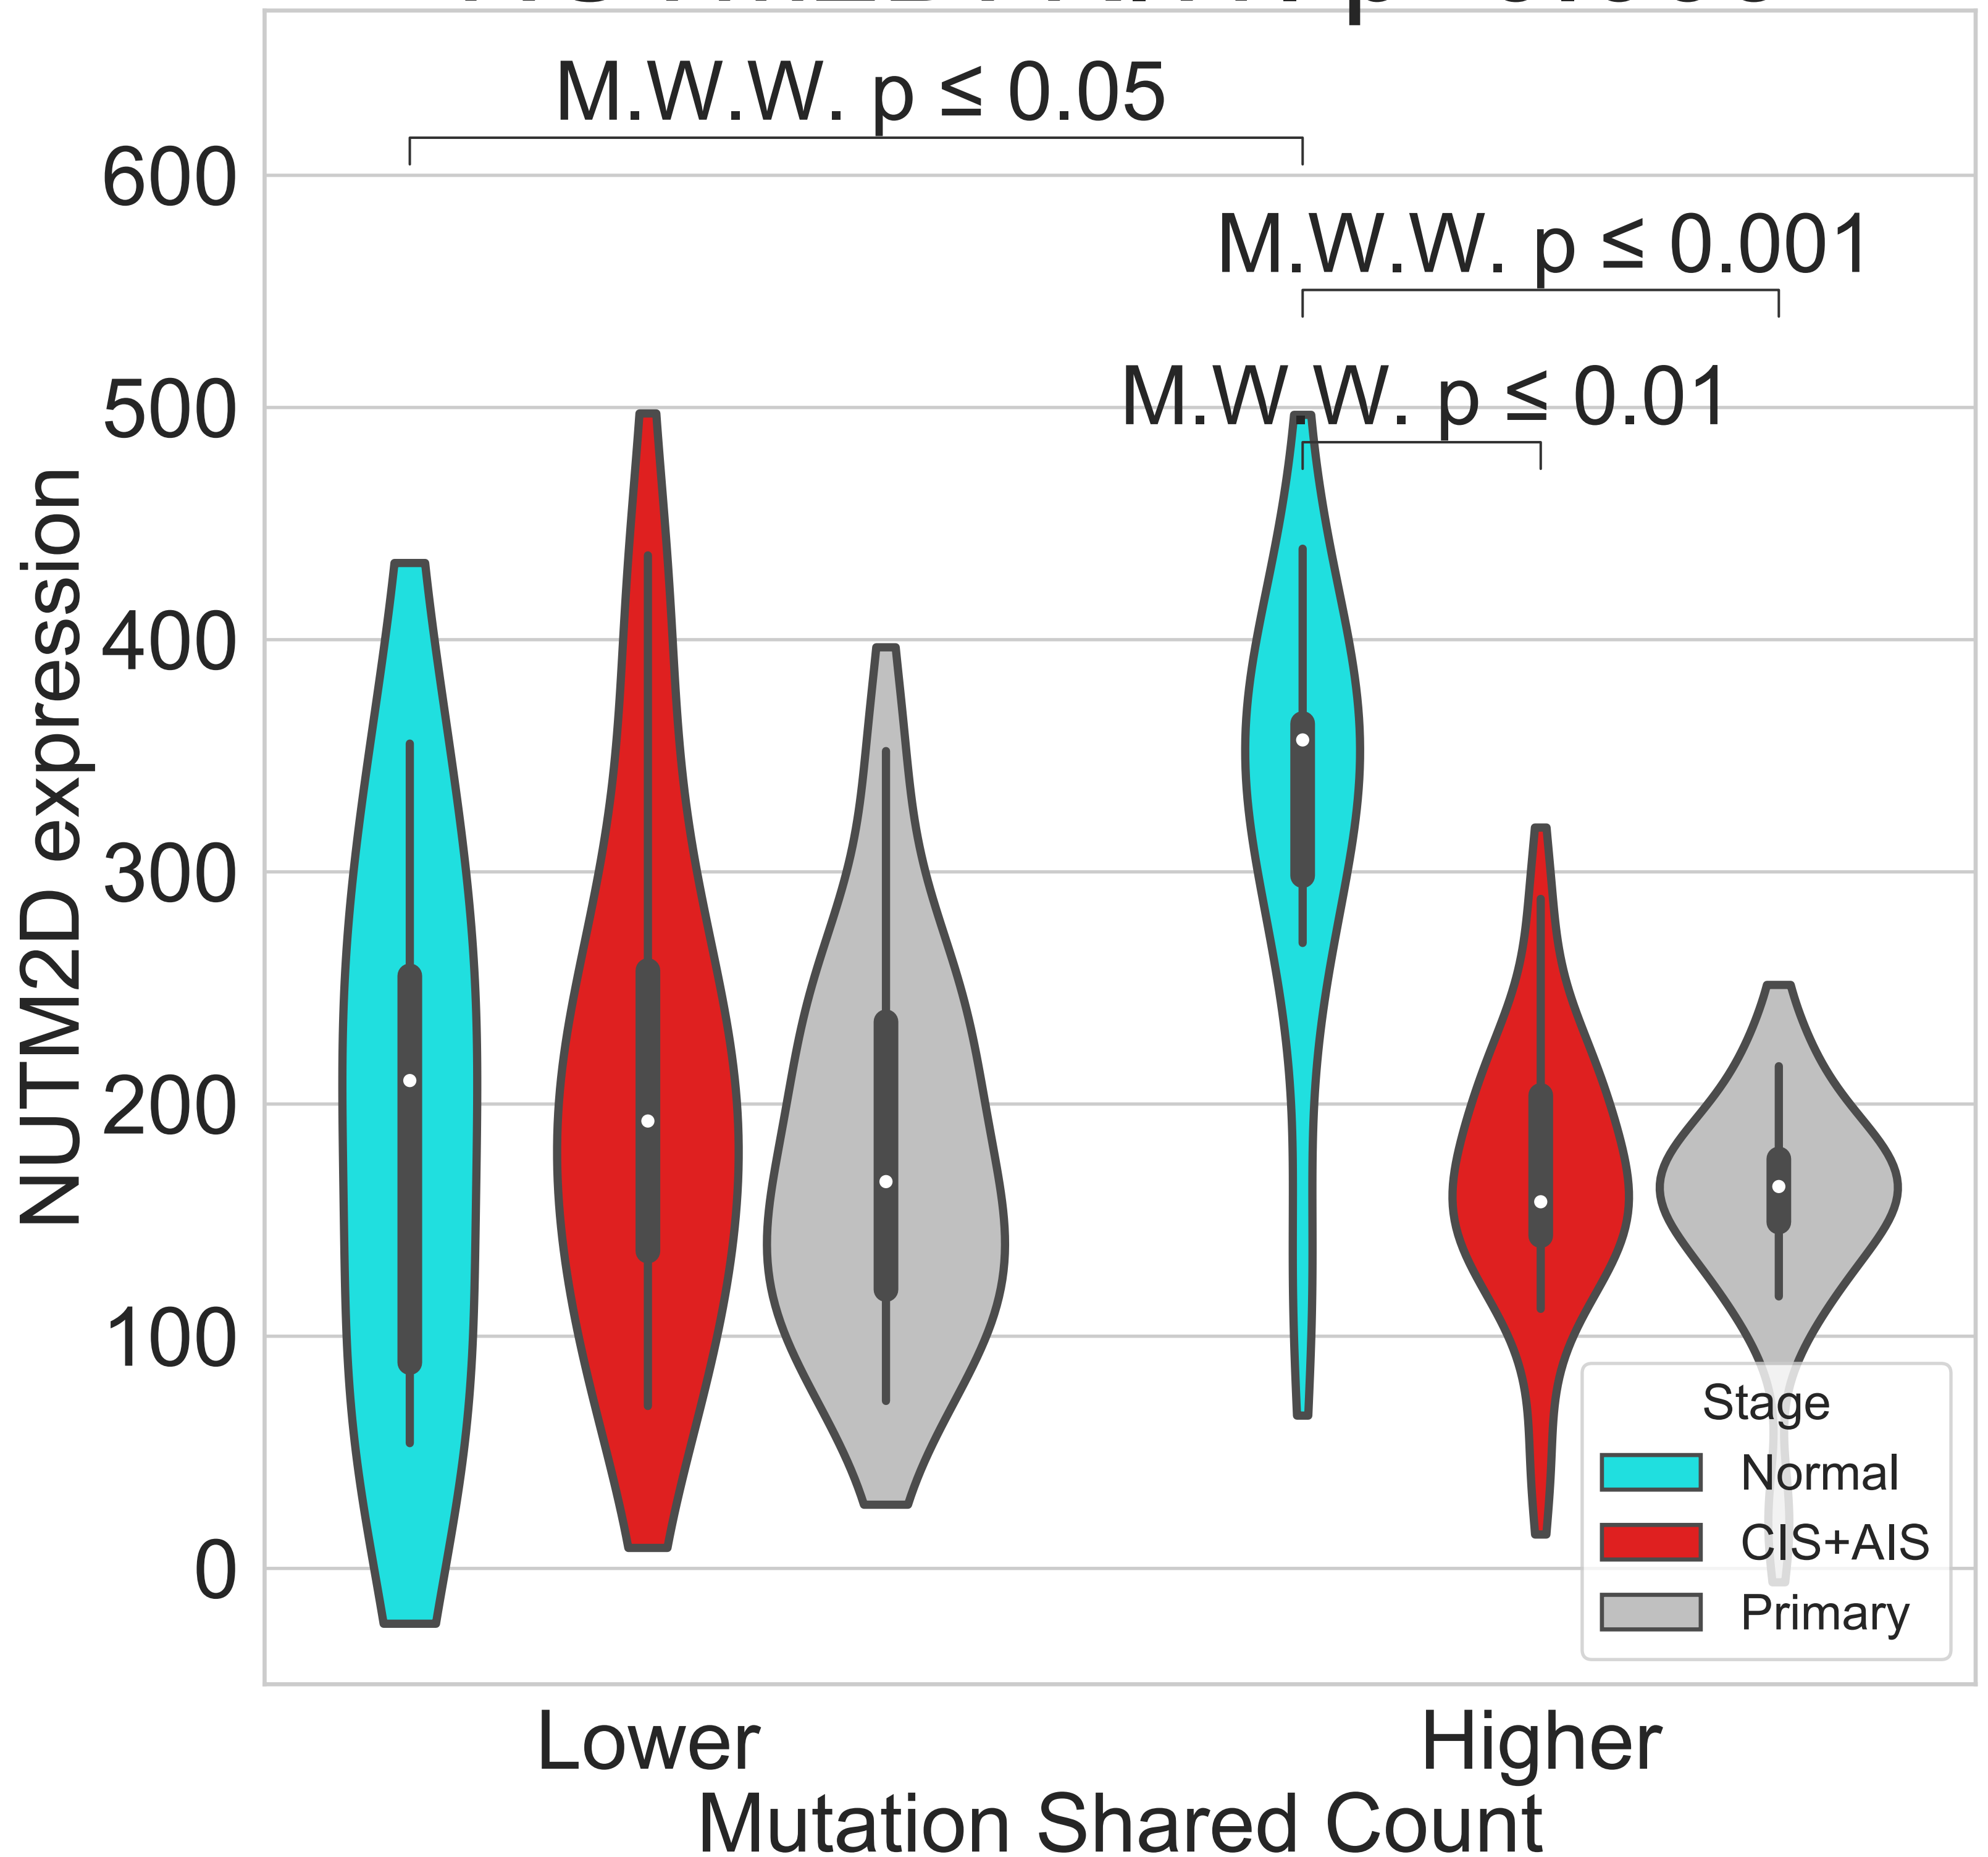 M.W.W. p ≤ 0.05
M.W.W. p ≤ 0.001
M.W.W. p ≤ 0.01
600
500
400
300
200
100
0
NUTM2D expression
Stage
Normal
CIS+AIS
Primary
Lower
Higher
Mutation Shared Count